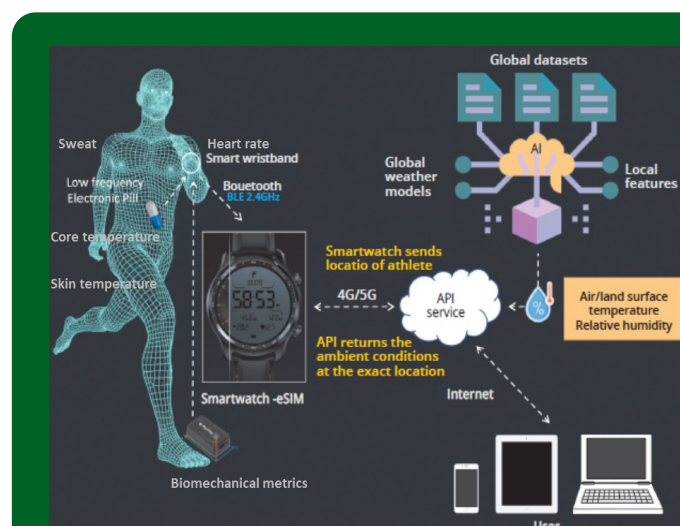 Global datasets
Sweat
Heart rate
Smart wristband
AI
Global
weather
models
Local
features
Low frequency
Electronic Pill
Bouetooth
BLE 2.4GHz
Core temperature
Skin temperature
Smartwatch sends
locatio of athlete
4G/5G
API
service
%
Air/land surface
temperature
Relative humidity
58 53
API returns the
ambient conditions
at the exact location
Smartwatch -eSIM
Internet
Biomechanical metrics
User